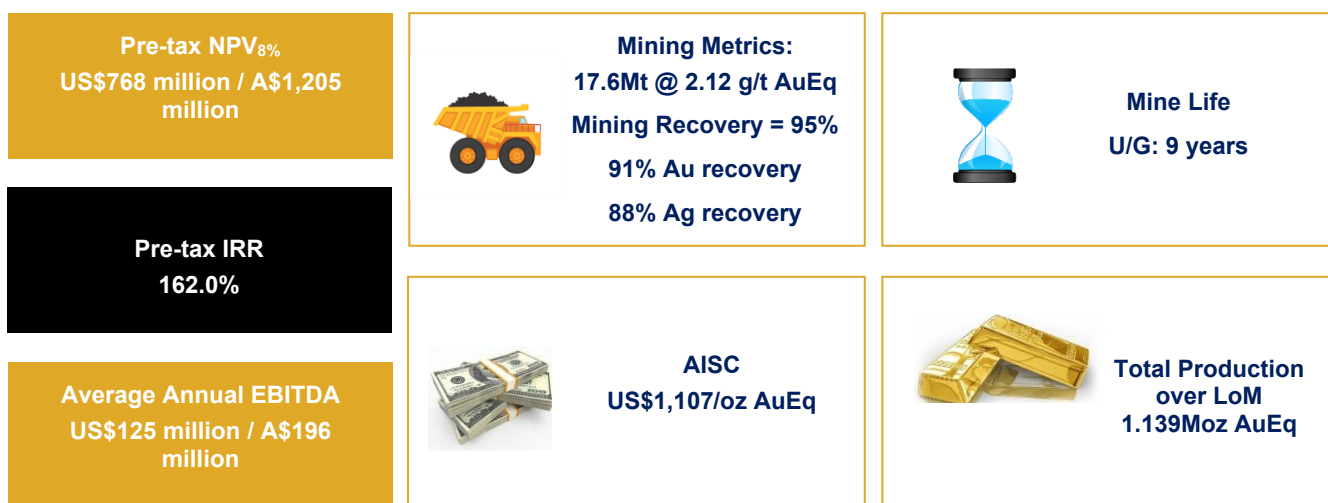 Pre-tax NPV8%
US$768 million / A$1,205
million
Pre-tax IRR
162.0%
Average Annual EBITDA
US$125 million / A$196
million
Mining Metrics:
17.6Mt @ 2.12 g/t AuEq
Mining Recovery = 95%
91% Au recovery
88% Ag recovery
Mine Life
U/G: 9 years
AISC
US$1,107/oz AuEq
Total Production
over LoM
1.139Moz AuEq